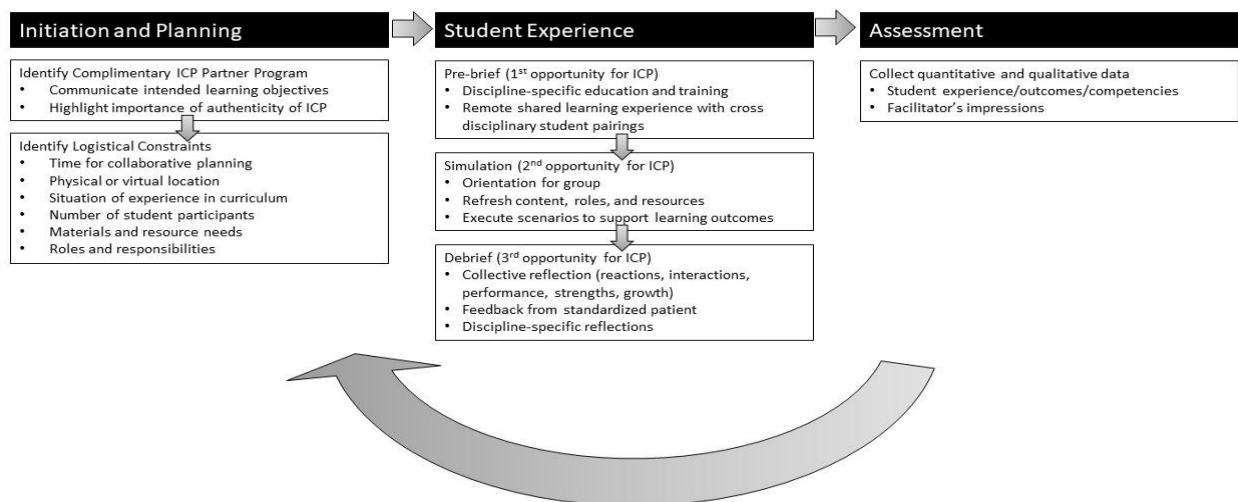 Initiation and Planning
Identify Complimentary ICP Partner Program
• Communicate intended learning objectives
• Highlight importance of authenticity of ICP
Identify Logistical Constraints
• Time for collaborative planning
• Physical or virtual location
• Situation of experience in curriculum
• Number of student participants
• Materials and resource needs
• Roles and responsibilities
Student Experience
Pre-brief (1st opportunity for ICP)
• Discipline-specific education and training
• Remote shared learning experience with cross
disciplinary student pairings
Simulation (2nd opportunity for ICP)
• Orientation for group
• Refresh content, roles, and resources
• Execute scenarios to support learning outcomes
Debrief (3rd opportunity for ICP)
• Collective reflection (reactions, interactions,
performance, strengths, growth)
• Feedback from standardized patient
• Discipline-specific reflections
Assessment
Collect quantitative and qualitative data
• Student experience/outcomes/competencies
• Facilitator's impressions